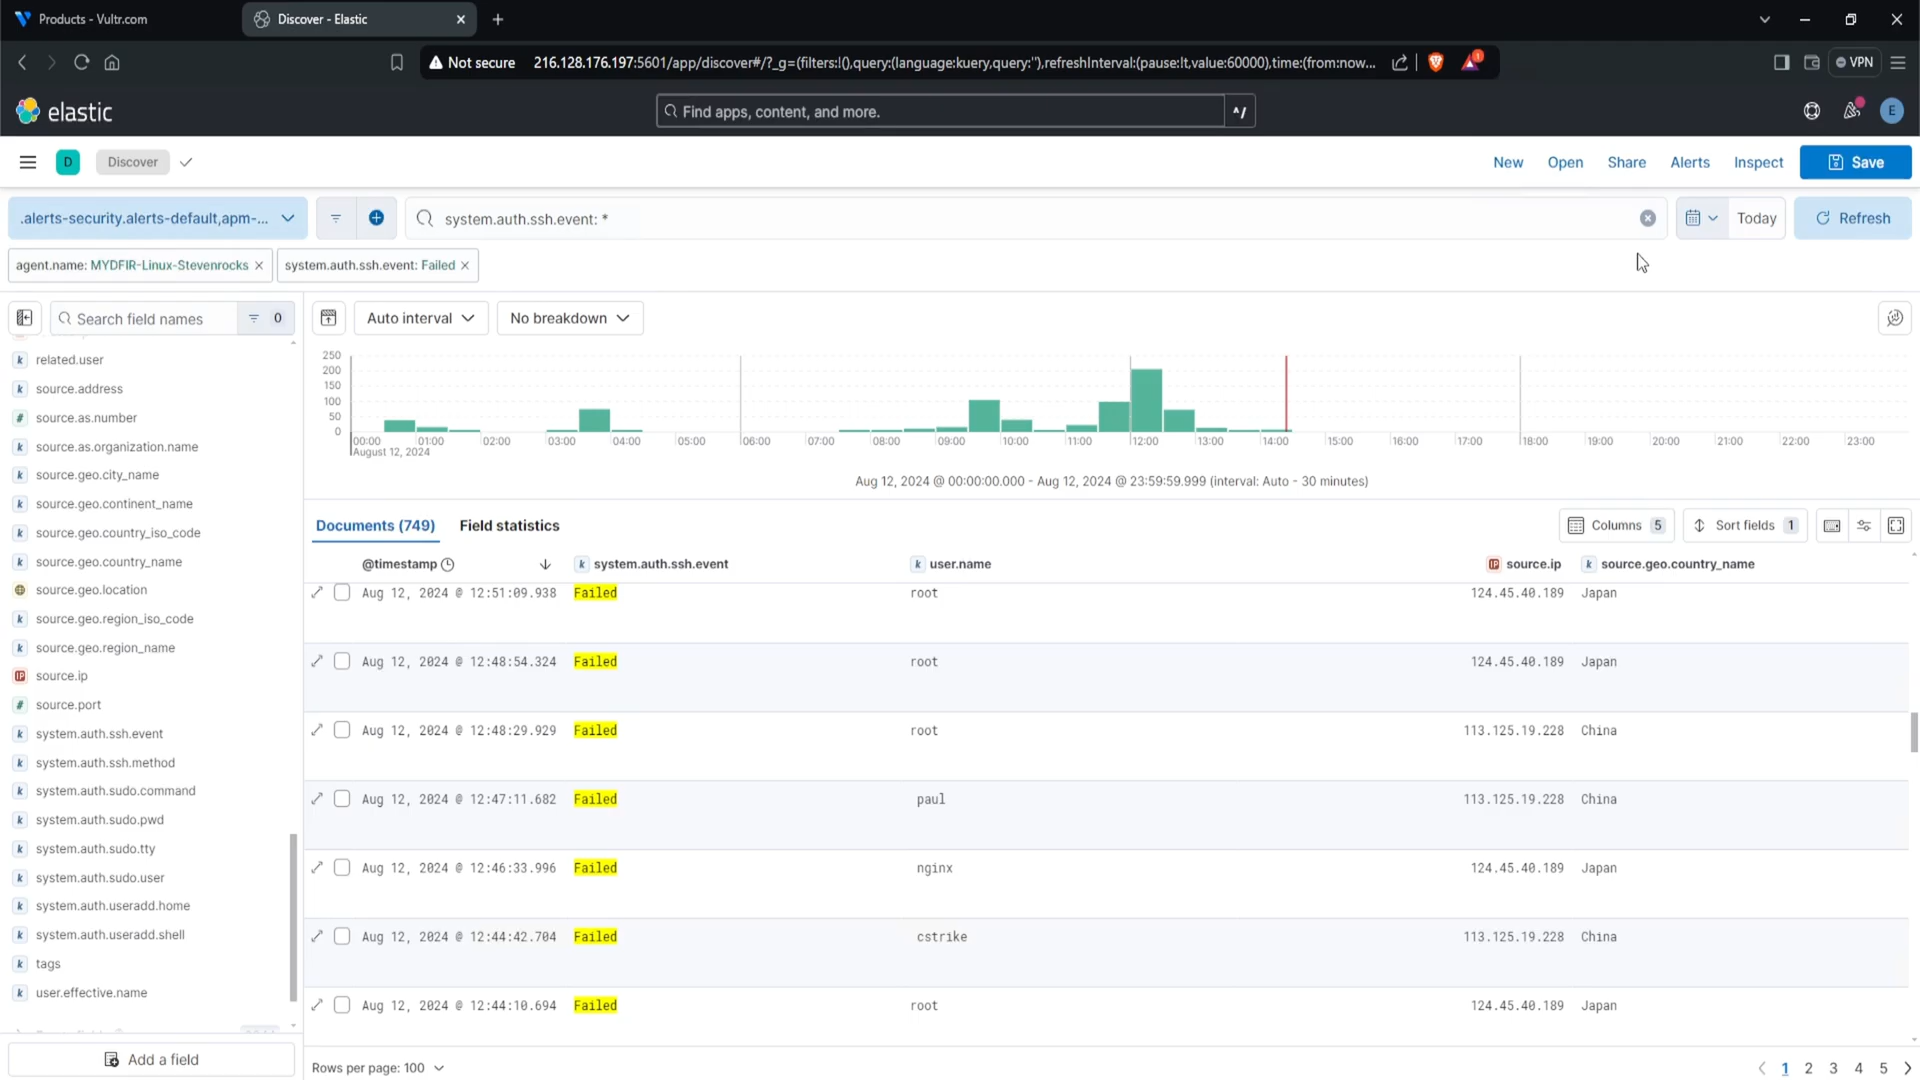 Products - Vultr.com
Discover - Elastic
Not secure 216.128.176.197:5601/app/discover#/?_g=(filters:!(),query:(language:kuery,query:''),refreshInterval:(pause:!t,value:60000),time:(from:now...
1
VPN
elastic
Find apps, content, and more.
^/
E
D
Discover
New
Open
Share
Alerts
Inspect
Save
.alerts-security.alerts-default,apm-...
system.auth.ssh.event: *
Today
Refresh
agent.name: MYDFIR-Linux-Stevenrocks ×
system.auth.ssh.event: Failed ×
Search field names
0
Auto interval
No breakdown
k related.user
k source.address
# source.as.number
k source.as.organization.name
k source.geo.city_name
k source.geo.continent_name
k source.geo.country_iso_code
k source.geo.country_name
source.geo.location
k source.geo.region_iso_code
k source.geo.region_name
IP source.ip
# source.port
k system.auth.ssh.event
k system.auth.ssh.method
k system.auth.sudo.command
k system.auth.sudo.pwd
k system.auth.sudo.tty
k system.auth.sudo.user
k system.auth.useradd.home
k system.auth.useradd.shell
k tags
k user.effective.name
Add a field
250
200
150
100
50
0
00:00 01:00 02:00 03:00 04:00 05:00 06:00 07:00 08:00 09:00 10:00 11:00 12:00 13:00 14:00 15:00 16:00 17:00 18:00 19:00 20:00 21:00 22:00 23:00
August 12, 2024
Aug 12, 2024 @ 00:00:00.000 - Aug 12, 2024 @ 23:59:59.999 (interval: Auto - 30 minutes)
Documents (749)
Field statistics
Columns 5
Sort fields 1
@timestamp k system.auth.ssh.event k user.name IP source.ip k source.geo.country_name
Aug 12, 2024 @ 12:51:09.938 Failed root 124.45.40.189 Japan
Aug 12, 2024 @ 12:48:54.324 Failed root 124.45.40.189 Japan
Aug 12, 2024 @ 12:48:29.929 Failed root 113.125.19.228 China
Aug 12, 2024 @ 12:47:11.682 Failed paul 113.125.19.228 China
Aug 12, 2024 @ 12:46:33.996 Failed nginx 124.45.40.189 Japan
Aug 12, 2024 @ 12:44:42.704 Failed cstrike 113.125.19.228 China
Aug 12, 2024 @ 12:44:10.694 Failed root 124.45.40.189 Japan
Rows per page: 100
1 2 3 4 5